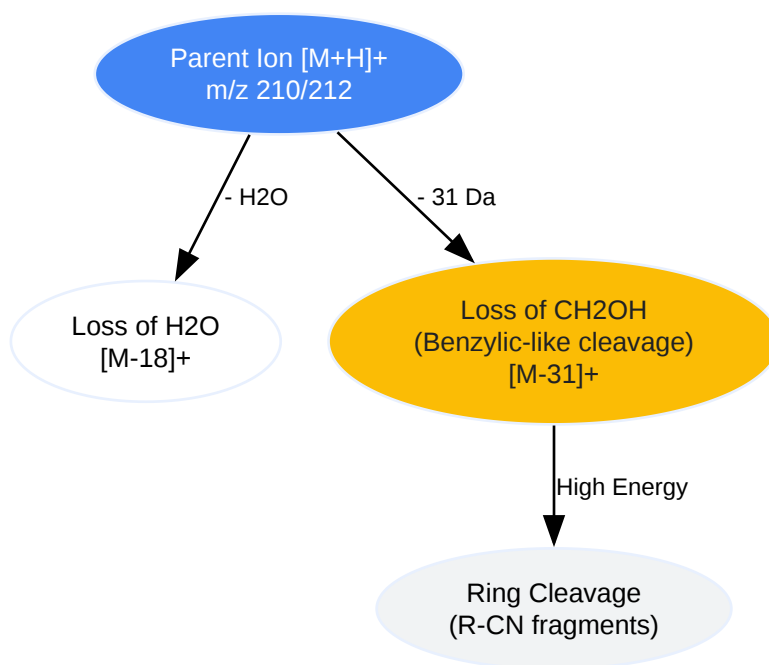 Parent Ion [M+H]+
m/z 210/212
- H2O
- 31 Da
Loss of H2O
[M-18]+
Loss of CH2OH
(Benzylic-like cleavage)
[M-31]+
High Energy
Ring Cleavage
(R-CN fragments)